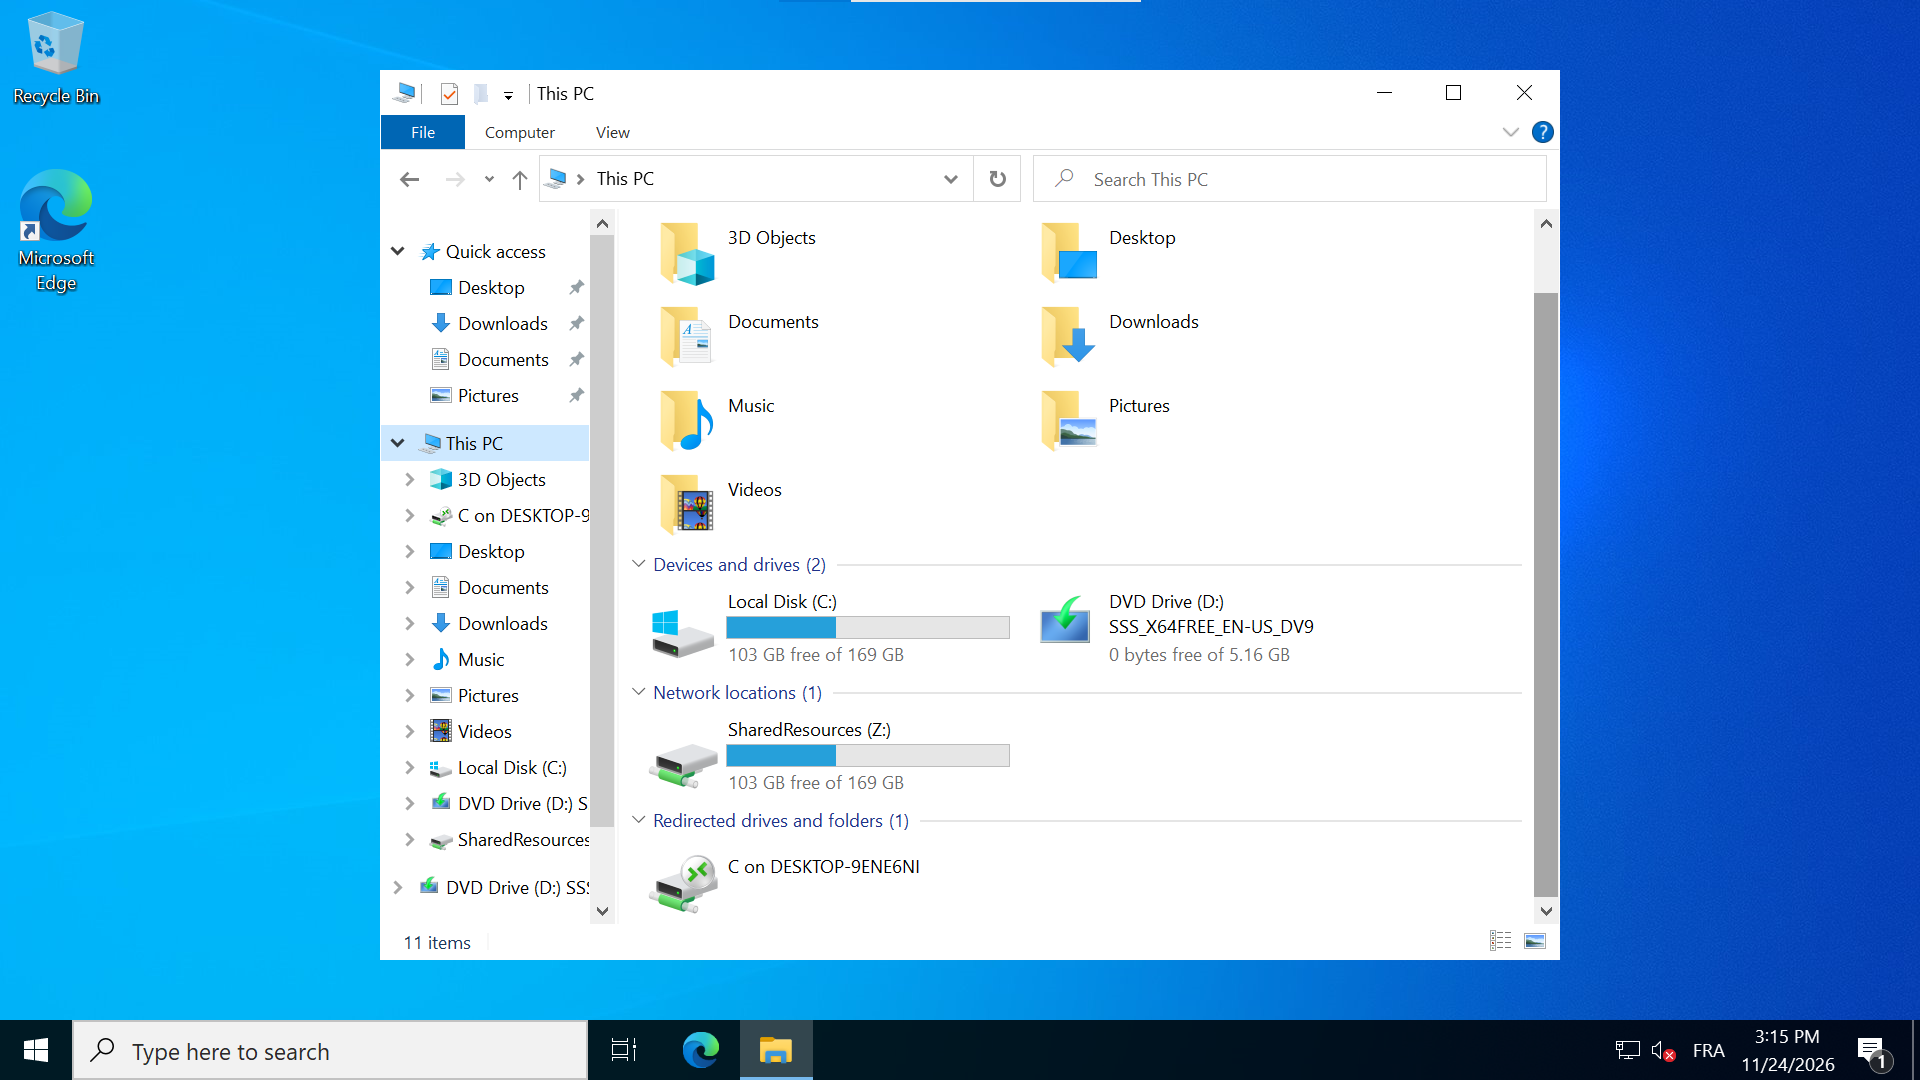 Recycle Bin
Microsoft
Edge
This PC
File
Computer
View
?
This PC
Search This PC
Quick access
Desktop
Downloads
Documents
Pictures
This PC
3D Objects
C on DESKTOP-9
Desktop
Documents
Downloads
Music
Pictures
Videos
Local Disk (C:)
DVD Drive (D:) S
SharedResources
DVD Drive (D:) SS
3D Objects
Desktop
Documents
Downloads
Music
Pictures
Videos
Devices and drives (2)
Local Disk (C:)
103 GB free of 169 GB
DVD Drive (D:)
SSS_X64FREE_EN-US_DV9
0 bytes free of 5.16 GB
Network locations (1)
SharedResources (Z:)
103 GB free of 169 GB
Redirected drives and folders (1)
C on DESKTOP-9ENE6NI
11 items
Type here to search
FRA
3:15 PM
11/24/2026
1